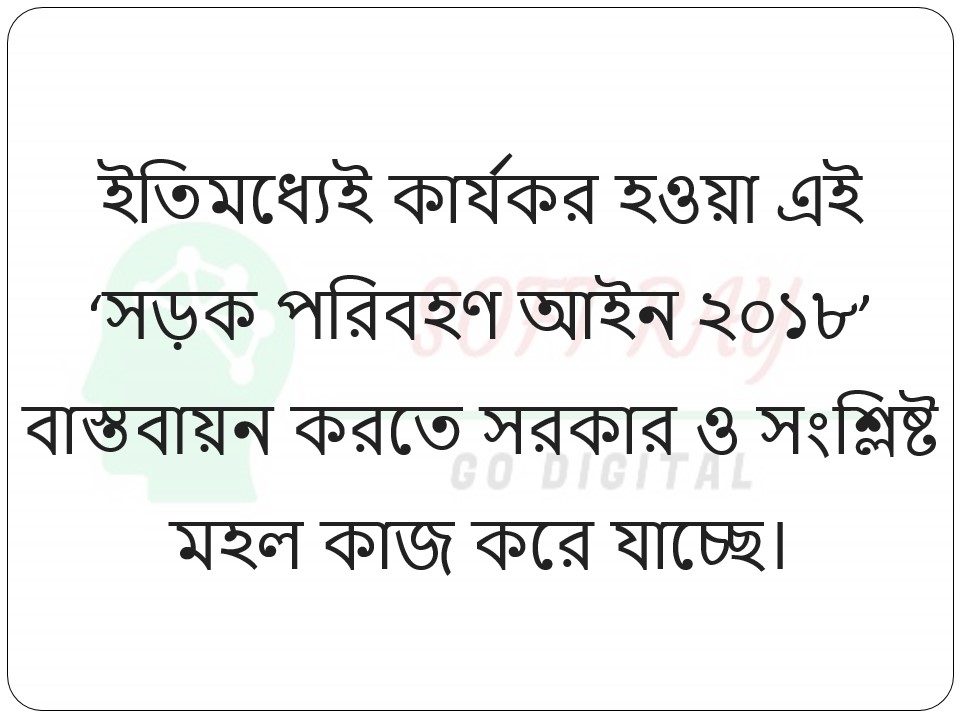 ইতিমধ্যেই কার্যকর হওয়া এই
‘সড়ক পরিবহণ আইন ২০১৮’
বাস্তবায়ন করতে সরকার ও সংশ্লিষ্ট
মহল কাজ করে যাচ্ছে।
SOFT RAY
GO DIGITAL